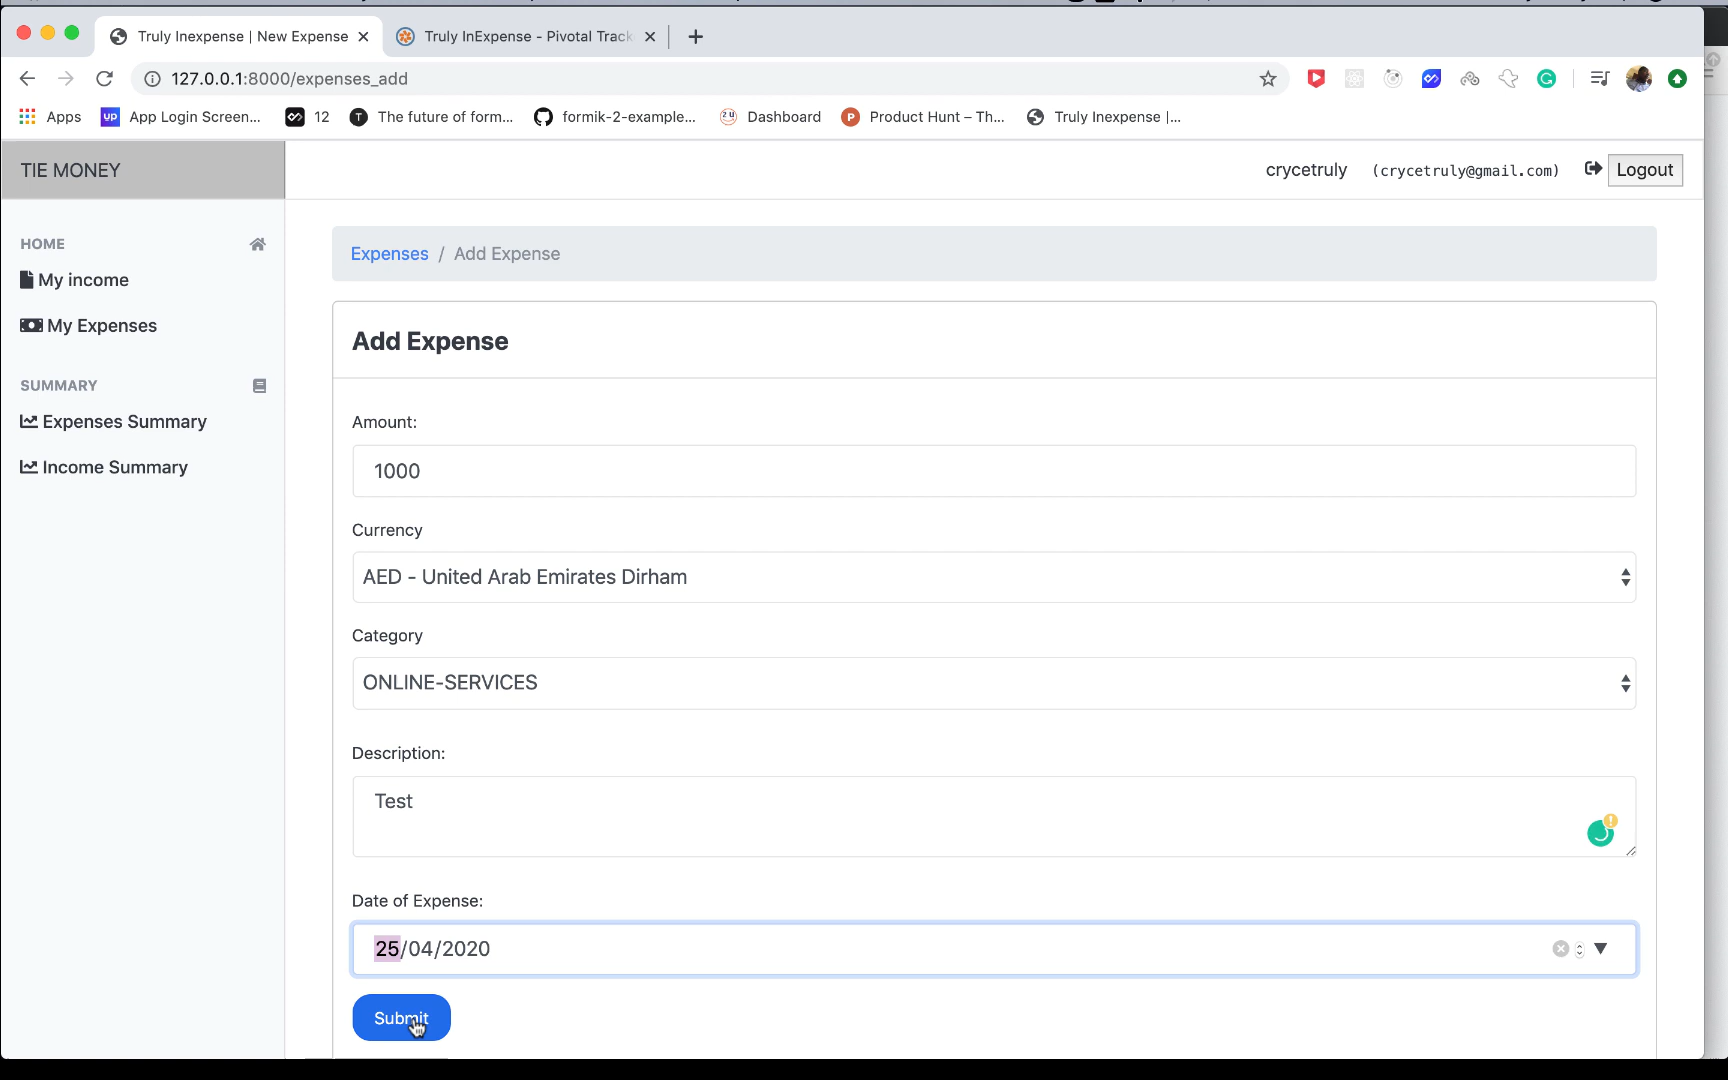 Truly Inexpense | New Expense
Truly InExpense - Pivotal Track
127.0.0.1:8000/expenses_add
Apps
UP App Login Screen...
12
T The future of form...
formik-2-example...
2U Dashboard
P Product Hunt – Th...
Truly Inexpense |...
TIE MONEY
crycetruly (crycetruly@gmail.com) Logout
HOME
My income
My Expenses
SUMMARY
Expenses Summary
Income Summary
Expenses / Add Expense
Add Expense
Amount:
1000
Currency
AED - United Arab Emirates Dirham
Category
ONLINE-SERVICES
Description:
Test
Date of Expense:
25/04/2020
Submit